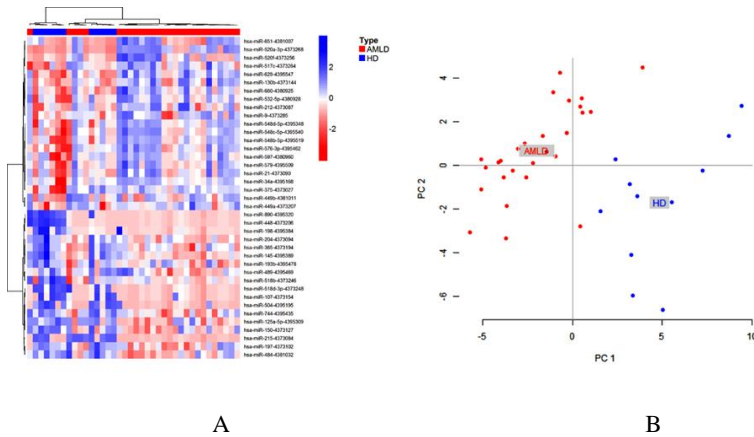 Type
AMLD
HD
2
0
-2
hsa-miR-651-4381007
hsa-miR-520a-3p-4373268
hsa-miR-520f-4373256
hsa-miR-517c-4373264
hsa-miR-629-4395547
hsa-miR-130b-4373144
hsa-miR-660-4380925
hsa-miR-532-5p-4380928
hsa-miR-212-4373087
hsa-miR-9-4373285
hsa-miR-548d-5p-4395348
hsa-miR-548c-5p-4395540
hsa-miR-548b-5p-4395519
hsa-miR-576-3p-4395462
hsa-miR-597-4380960
hsa-miR-579-4395509
hsa-miR-21-4373090
hsa-miR-34a-4395168
hsa-miR-375-4373027
hsa-miR-449b-4381011
hsa-miR-449a-4373207
hsa-miR-890-4395320
hsa-miR-448-4373206
hsa-miR-198-4395384
hsa-miR-204-4373094
hsa-miR-365-4373194
hsa-miR-145-4395389
hsa-miR-193b-4395478
hsa-miR-489-4395469
hsa-miR-518b-4373246
hsa-miR-518d-3p-4373248
hsa-miR-107-4373154
hsa-miR-504-4395195
hsa-miR-744-4395435
hsa-miR-125a-5p-4395309
hsa-miR-150-4373127
hsa-miR-215-4373084
hsa-miR-197-4373102
hsa-miR-484-4381032
A
PC 2
4
2
0
-2
-4
-6
AMLD
HD
-5
0
5
10
PC 1
B